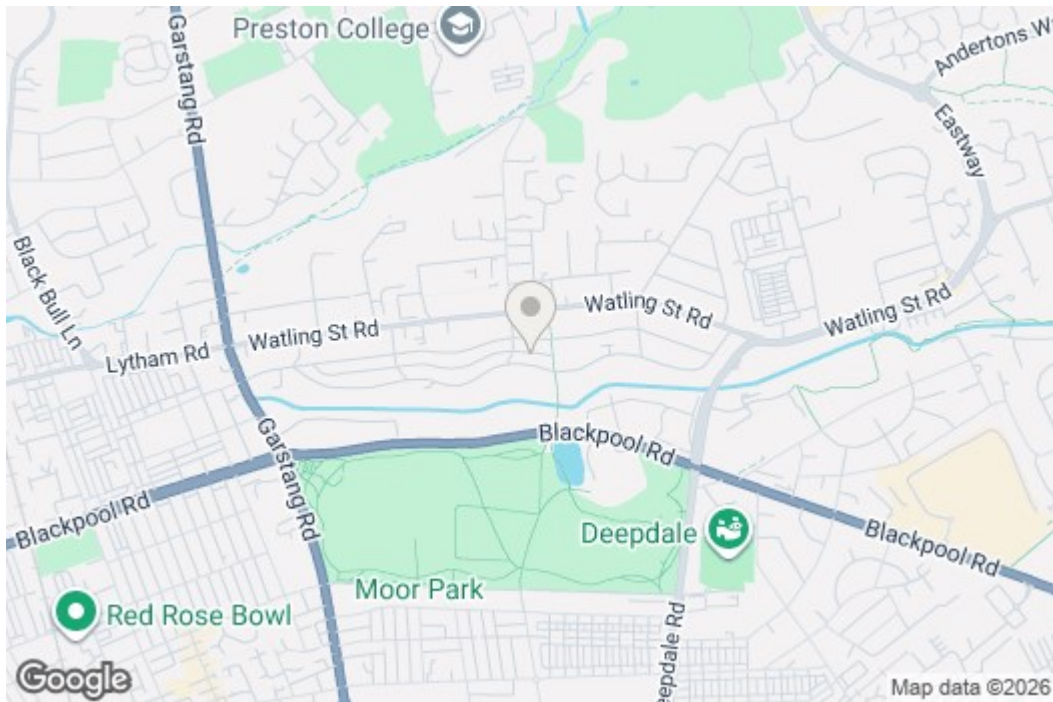 Preston College
Garstang Rd
Andertons W
Eastway
Black Bull Ln
Watling St Rd
Watling St Rd
Watling St Rd
Lytham Rd
Garstang Rd
Blackpool Rd
Blackpool Rd
Deepdale
Blackpool Rd
Moor Park
Red Rose Bowl
eepdale Rd
Google
Map data ©2026